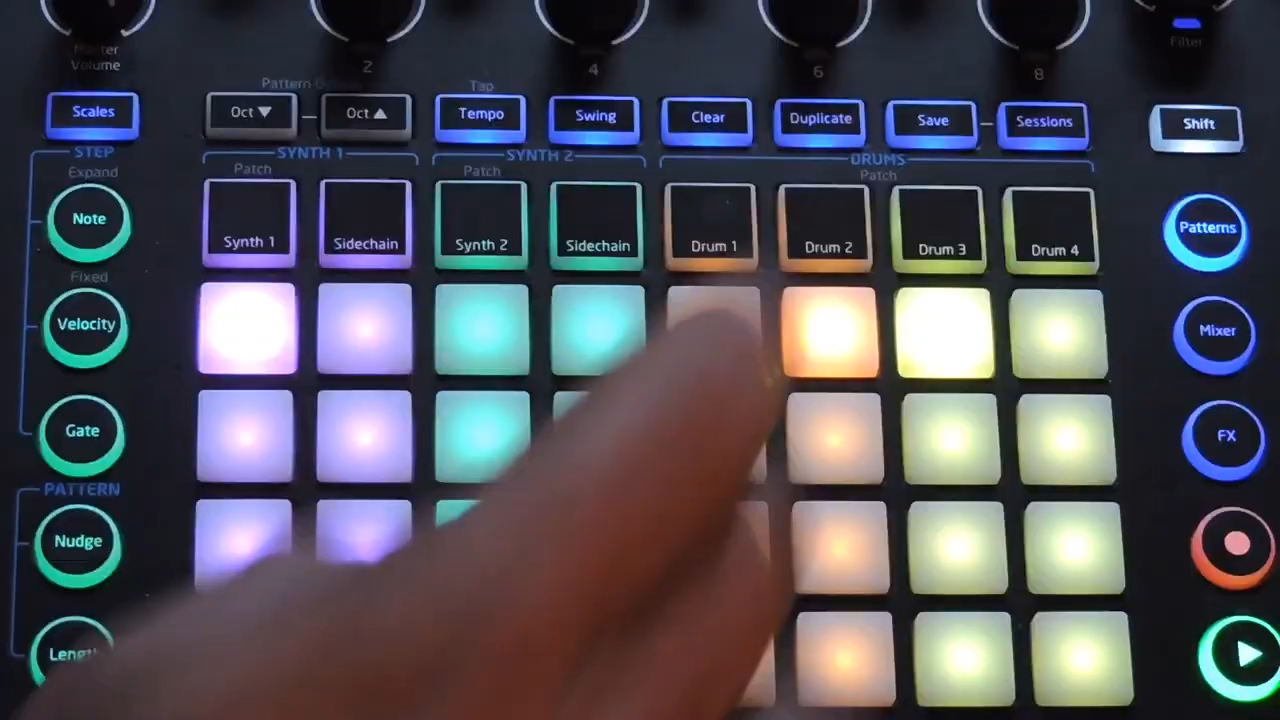 Master
Volume
2
4
6
8
Filter
Tap
Scales
Oct ▼
Oct ▲
Tempo
Swing
Clear
Duplicate
Save
Sessions
Shift
STEP
SYNTH 1
SYNTH 2
DRUMS
Expand
Patch
Patch
Patch
Note
Synth 1
Sidechain
Synth 2
Sidechain
Drum 1
Drum 2
Drum 3
Drum 4
Patterns
Fixed
Velocity
Mixer
Gate
FX
PATTERN
Nudge